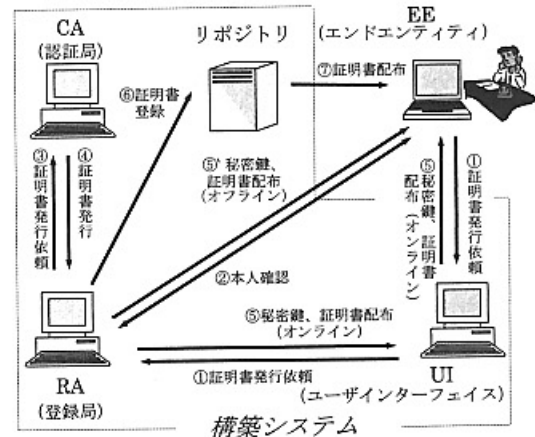 CA
(認証局)
リポジトリ
EE
(エンドエンティティ)
⑦証明書配布
⑥証明書
登録
③証明書発行依頼
④証明書発行
⑤' 秘密鍵、
証明書配布
(オフライン)
⑤秘密鍵、証明書
配布(オンライン)
①証明書発行依頼
②本人確認
⑤秘密鍵、証明書配布
(オンライン)
①証明書発行依頼
RA
(登録局)
UI
(ユーザインターフェイス)
構築システム